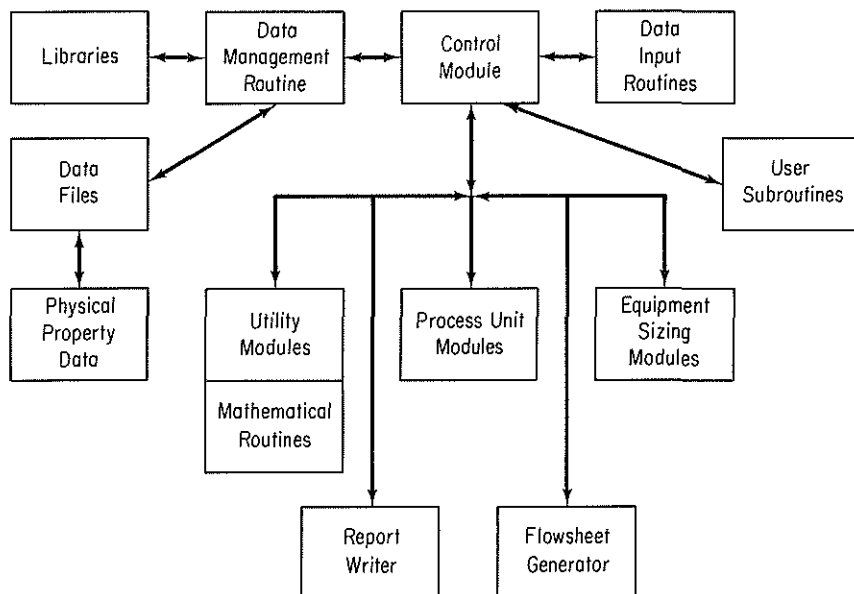 Libraries
Data
Management
Routine
Control
Module
Data
Input
Routines
Data
Files
User
Subroutines
Physical
Property
Data
Utility
Modules
Process Unit
Modules
Equipment
Sizing
Modules
Mathematical
Routines
Report
Writer
Flowsheet
Generator